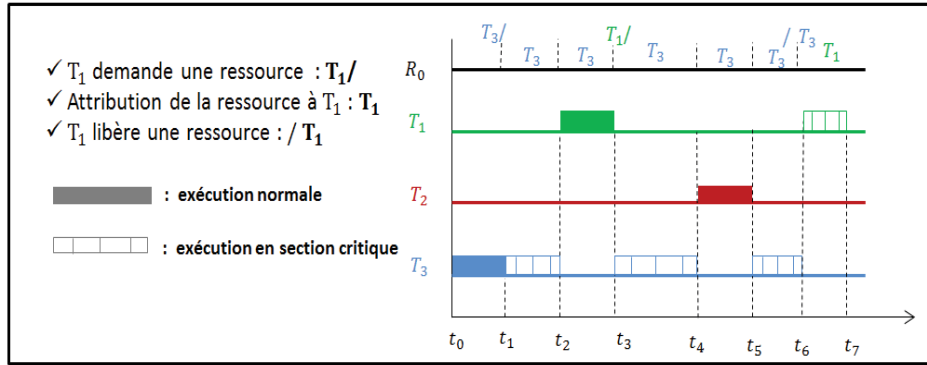 ✓ T₁ demande une ressource : T₁/
✓ Attribution de la ressource à T₁ : T₁
✓ T₁ libère une ressource : / T₁
: exécution normale
: exécution en section critique
T₃/ T₁/ / T₃
T₃ T₃ T₃ T₃ T₃ T₁
R₀
T₁
T₂
T₃
t₀ t₁ t₂ t₃ t₄ t₅ t₆ t₇